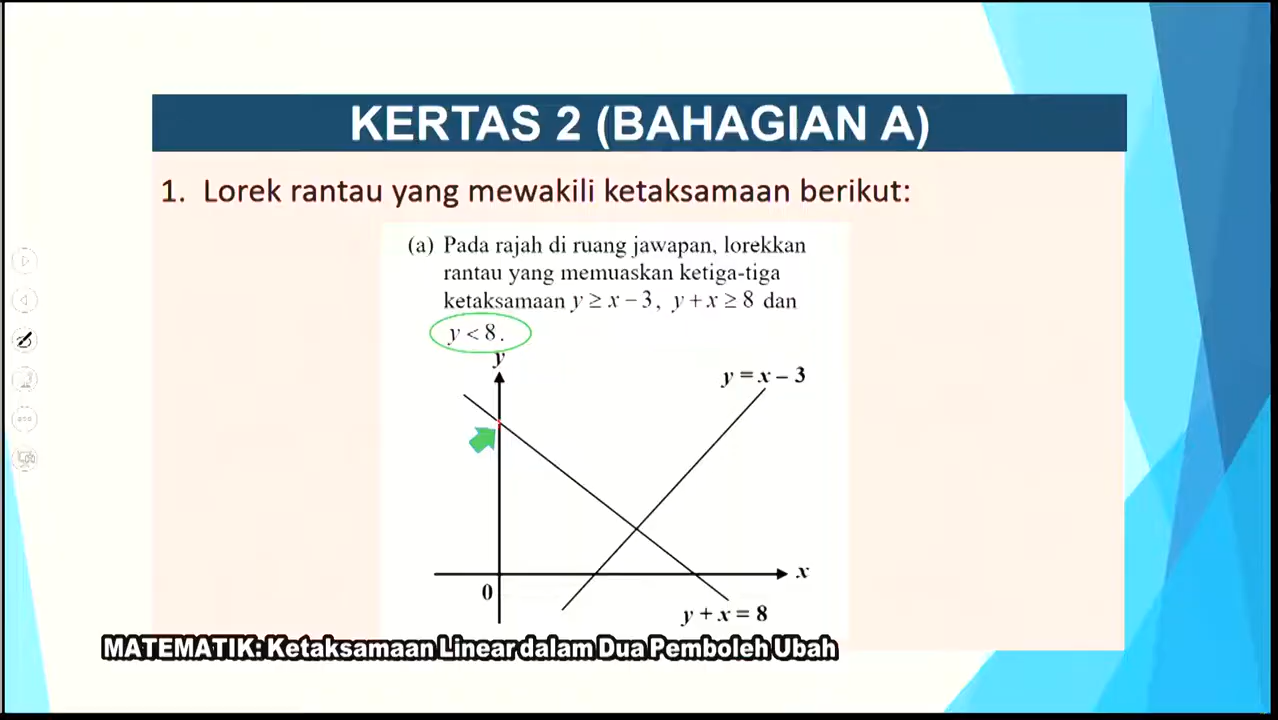 KERTAS 2 (BAHAGIAN A)
1. Lorek rantau yang mewakili ketaksamaan berikut:
(a) Pada rajah di ruang jawapan, lorekkan
rantau yang memuaskan ketiga-tiga
ketaksamaan y ≥ x − 3, y + x ≥ 8 dan
y < 8.
y
y = x − 3
x
0
y + x = 8
MATEMATIK: Ketaksamaan Linear dalam Dua Pemboleh Ubah